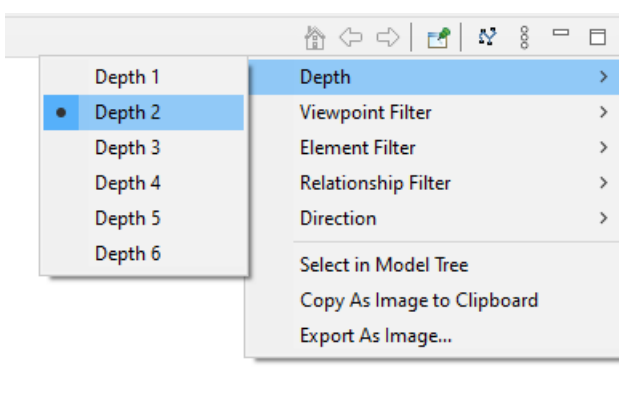 Depth 1
Depth 2
Depth 3
Depth 4
Depth 5
Depth 6
Depth
Viewpoint Filter
Element Filter
Relationship Filter
Direction
Select in Model Tree
Copy As Image to Clipboard
Export As Image...